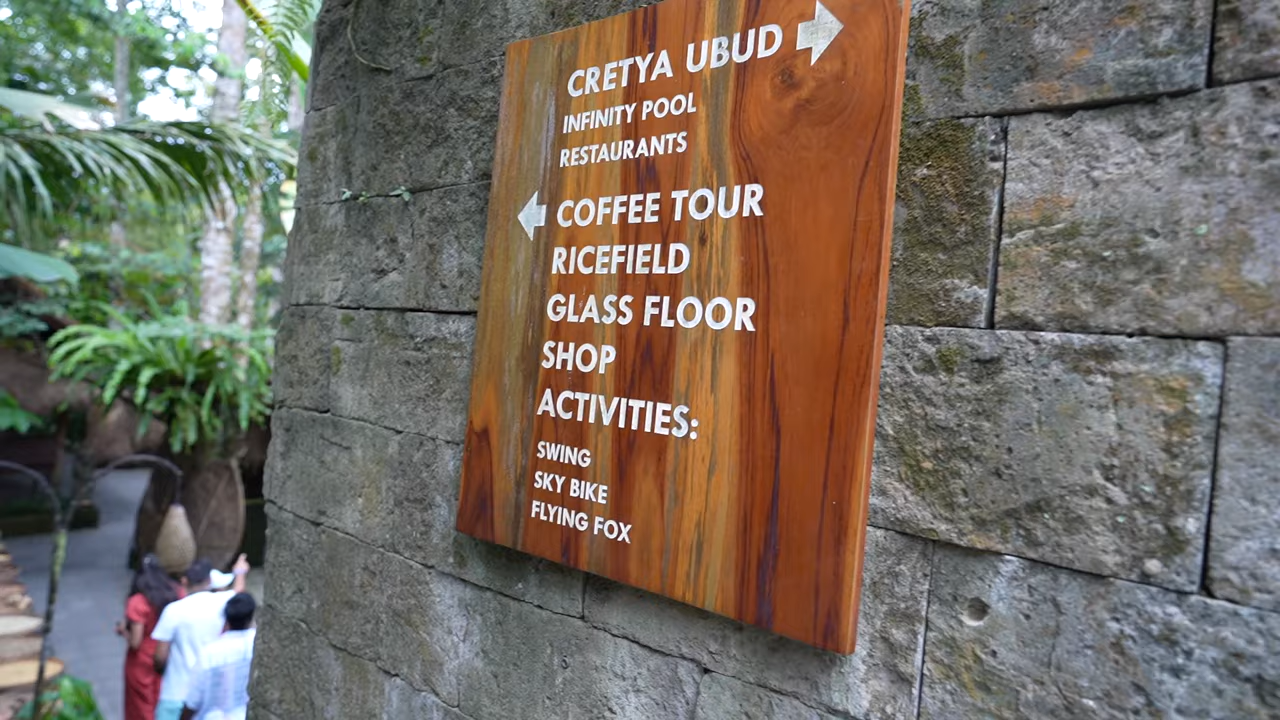 CRETYA UBUD
INFINITY POOL
RESTAURANTS
COFFEE TOUR
RICEFIELD
GLASS FLOOR
SHOP
ACTIVITIES:
SWING
SKY BIKE
FLYING FOX